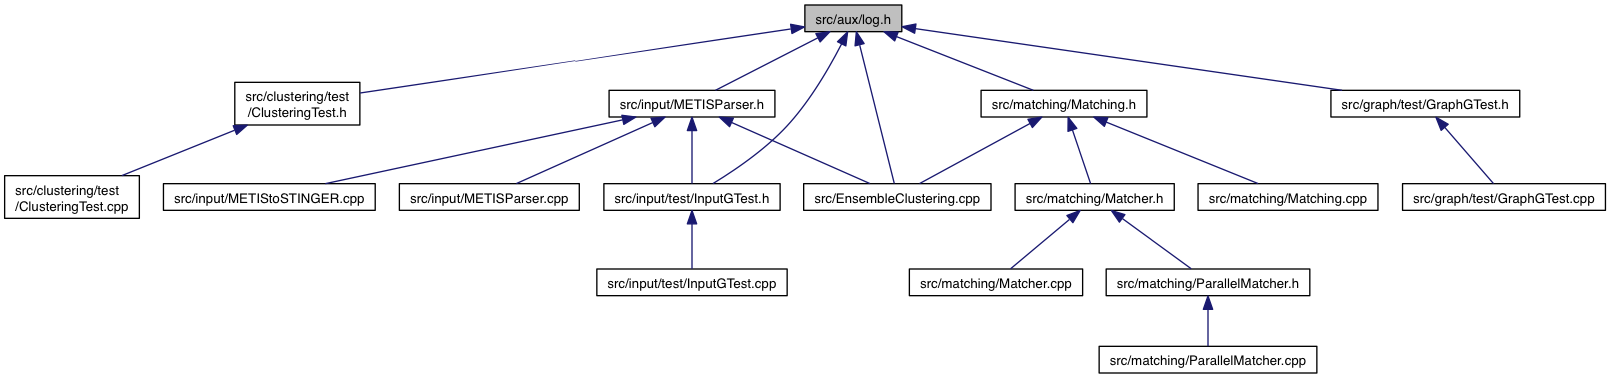 src/aux/log.h
src/clustering/test
/ClusteringTest.h
src/input/METISParser.h
src/matching/Matching.h
src/graph/test/GraphGTest.h
src/clustering/test
/ClusteringTest.cpp
src/input/METIStoSTINGER.cpp
src/input/METISParser.cpp
src/input/test/InputGTest.h
src/EnsembleClustering.cpp
src/matching/Matcher.h
src/matching/Matching.cpp
src/graph/test/GraphGTest.cpp
src/input/test/InputGTest.cpp
src/matching/Matcher.cpp
src/matching/ParallelMatcher.h
src/matching/ParallelMatcher.cpp